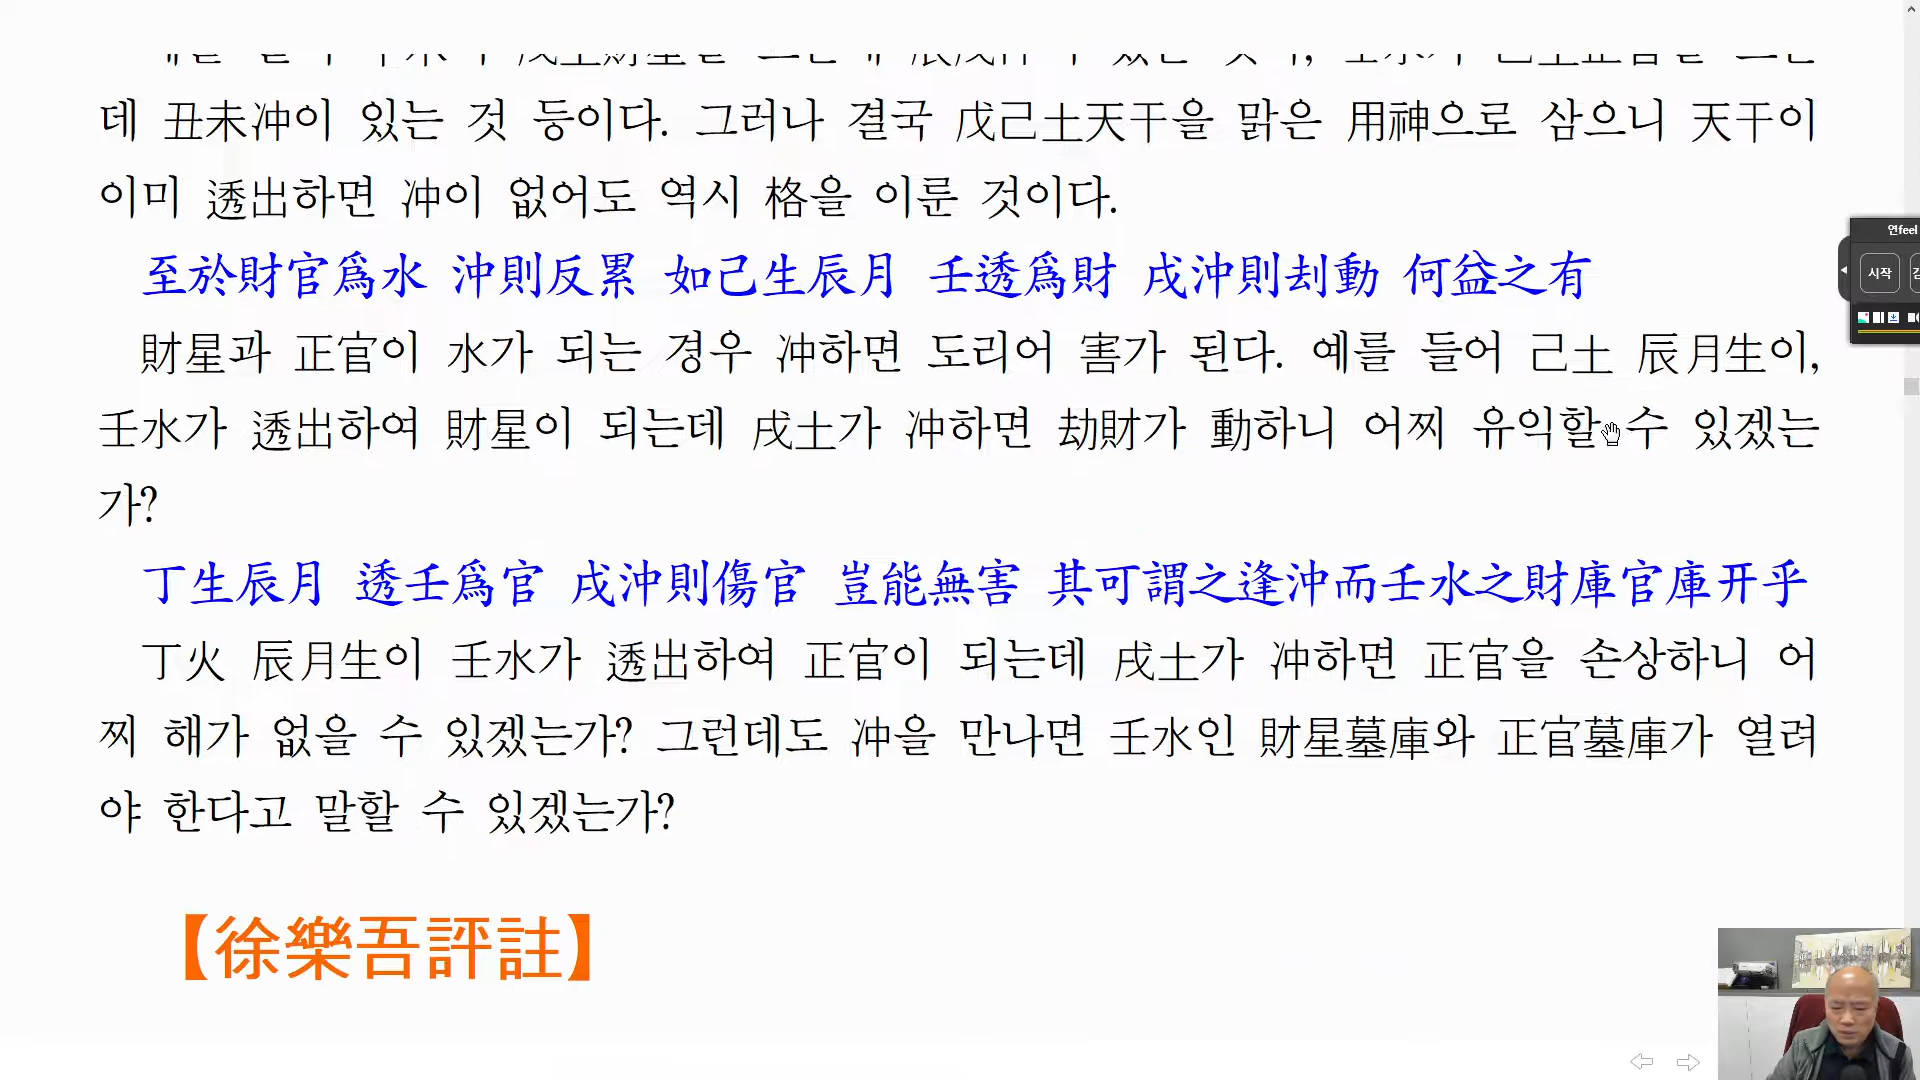 데 丑未冲이 있는 것 등이다. 그러나 결국 戊己土天干을 맑은 用神으로 삼으니 天干이
이미 透出하면 冲이 없어도 역시 格을 이룬 것이다.
至於財官爲水 沖則反累 如己生辰月 壬透爲財 戌沖則刦動 何益之有
財星과 正官이 水가 되는 경우 冲하면 도리어 害가 된다. 예를 들어 己土 辰月生이,
壬水가 透出하여 財星이 되는데 戌土가 冲하면 劫財가 動하니 어찌 유익할 수 있겠는
가?
丁生辰月 透壬爲官 戌沖則傷官 豈能無害 其可謂之逢沖而壬水之財庫官庫开乎
丁火 辰月生이 壬水가 透出하여 正官이 되는데 戌土가 冲하면 正官을 손상하니 어
찌 해가 없을 수 있겠는가? 그런데도 冲을 만나면 壬水인 財星墓庫와 正官墓庫가 열려
야 한다고 말할 수 있겠는가?
【徐樂吾評註】
연feel
시작